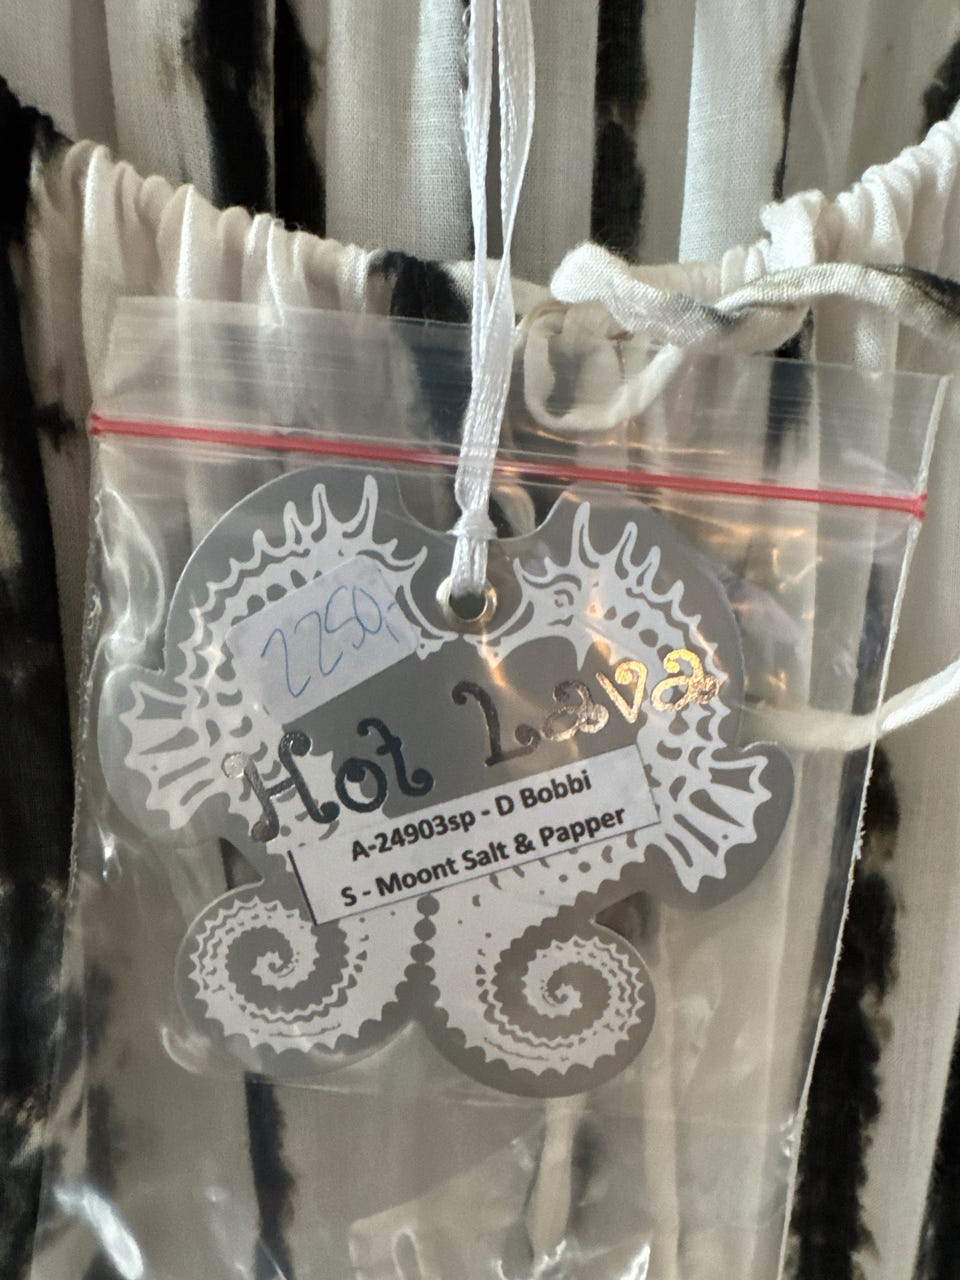 2250,-
Hot Lava
A-24903sp - D Bobbi
S - Moont Salt & Papper